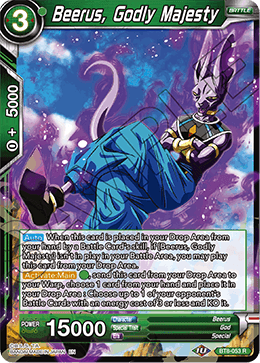 3
Beerus, Godly Majesty
BATTLE
+ 5000
Auto When this card is placed in your Drop Area from
your hand by a Battle Card's skill, if [Beerus, Godly
Majesty] isn't in play in your Battle Area, you may play
this card from your Drop Area.
Activate:Main , send this card from your Drop Area to
your Warp, choose 1 card from your hand and place it in
your Drop Area : Choose up to 1 of your opponent's
Battle Cards with an energy cost of 3 or less and KO it.
POWER
15000
Character
Beerus
Special Trait
God
Era
BT8-053 R